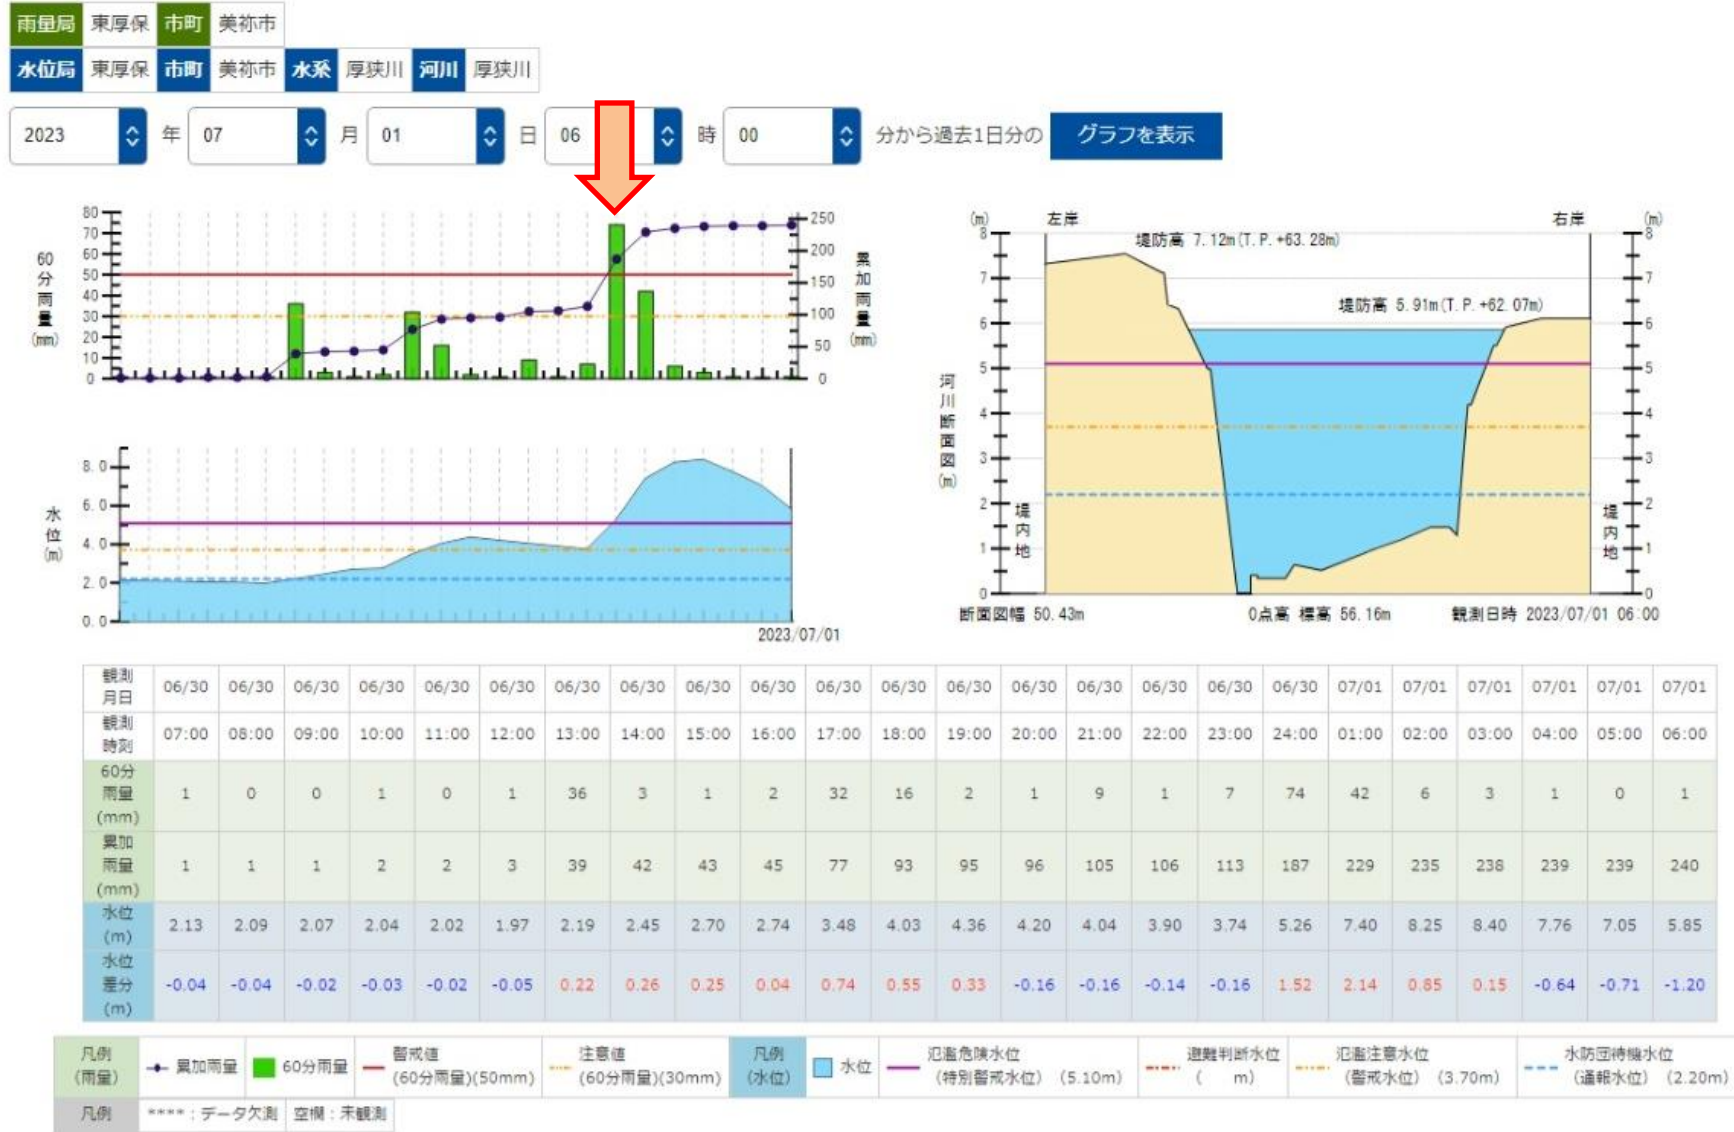 雨量局 東厚保 市町 美祢市
水位局 東厚保 市町 美祢市 水系 厚狭川 河川 厚狭川
2023 年 07 月 01 日 06 時 00 分から過去1日分の グラフを表示
60分雨量(mm)
80
70
60
50
40
30
20
10
0
250
200
150
100
50
0
累加雨量(mm)
水位(m)
8.0
6.0
4.0
2.0
0.0
2023/07/01
(m) 左岸 右岸 (m)
堤防高 7.12m(T.P.+63.28m)
堤防高 5.91m(T.P.+62.07m)
河川断面図(m)
8
7
6
5
4
3
2
1
0
堤内地
堤内地
8
7
6
5
4
3
2
1
0
断面図幅 50.43m 0点高 標高 56.16m 観測日時 2023/07/01 06:00
観測月日 06/30 06/30 06/30 06/30 06/30 06/30 06/30 06/30 06/30 06/30 06/30 06/30 06/30 06/30 06/30 06/30 06/30 06/30 07/01 07/01 07/01 07/01 07/01 07/01
観測時刻 07:00 08:00 09:00 10:00 11:00 12:00 13:00 14:00 15:00 16:00 17:00 18:00 19:00 20:00 21:00 22:00 23:00 24:00 01:00 02:00 03:00 04:00 05:00 06:00
60分雨量(mm) 1 0 0 1 0 1 36 3 1 2 32 16 2 1 9 1 7 74 42 6 3 1 0 1
累加雨量(mm) 1 1 1 2 2 3 39 42 43 45 77 93 95 96 105 106 113 187 229 235 238 239 239 240
水位(m) 2.13 2.09 2.07 2.04 2.02 1.97 2.19 2.45 2.70 2.74 3.48 4.03 4.36 4.20 4.04 3.90 3.74 5.26 7.40 8.25 8.40 7.76 7.05 5.85
水位差分(m) -0.04 -0.04 -0.02 -0.03 -0.02 -0.05 0.22 0.26 0.25 0.04 0.74 0.55 0.33 -0.16 -0.16 -0.14 -0.16 1.52 2.14 0.85 0.15 -0.64 -0.71 -1.20
凡例(雨量) 累加雨量 60分雨量 警戒値(60分雨量)(50mm) 注意値(60分雨量)(30mm) 凡例(水位) 水位 氾濫危険水位(特別警戒水位) (5.10m) 避難判断水位( m) 氾濫注意水位(警戒水位) (3.70m) 水防団待機水位(通報水位) (2.20m)
凡例 ****:データ欠測 空欄:未観測